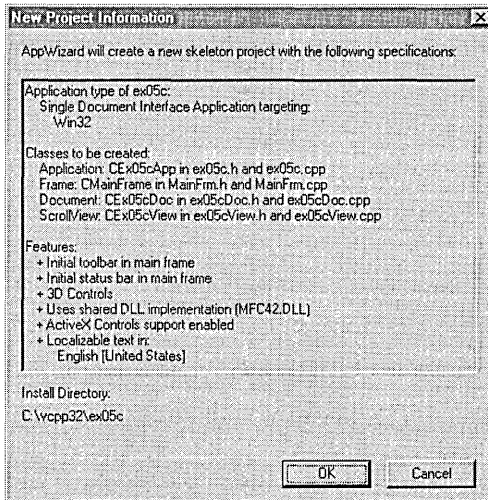 New Project Information
AppWizard will create a new skeleton project with the following specifications:
Application type of ex05c:
Single Document Interface Application targeting:
Win32
Classes to be created:
Application: CEx05cApp in ex05c.h and ex05c.cpp
Frame: CMainFrame in MainFrm.h and MainFrm.cpp
Document: CEx05cDoc in ex05cDoc.h and ex05cDoc.cpp
ScrollView: CEx05cView in ex05cView.h and ex05cView.cpp
Features:
+ Initial toolbar in main frame
+ Initial status bar in main frame
+ 3D Controls
+ Uses shared DLL implementation (MFC42.DLL)
+ ActiveX Controls support enabled
+ Localizable text in:
English [United States]
Install Directory:
C:\vcpp32\ex05c
OK
Cancel